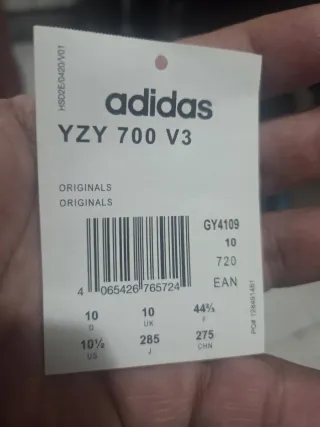 HSD2E/0420/V01
adidas
YZY 700 V3
ORIGINALS
ORIGINALS
GY4109
10
720
EAN
4 065426 765724
10 10 44⅔
D UK F
10½ 285 275
US J CHN